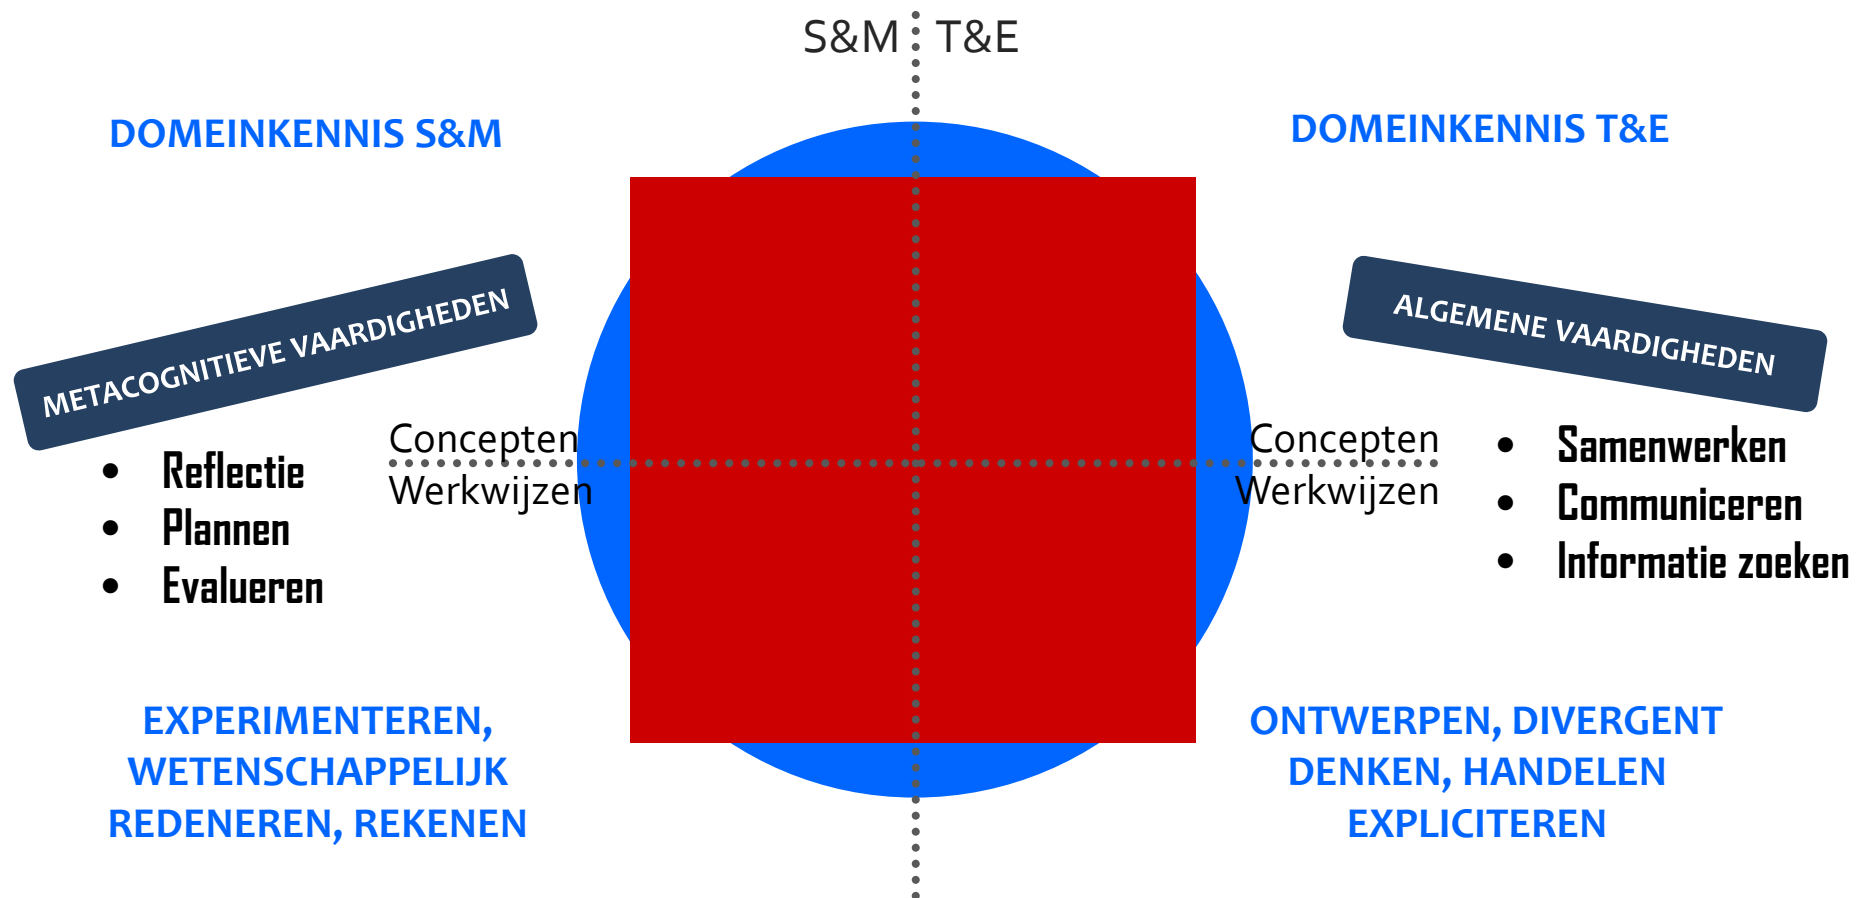 S&M T&E
DOMEINKENNIS S&M
DOMEINKENNIS T&E
METACOGNITIEVE VAARDIGHEDEN
ALGEMENE VAARDIGHEDEN
• Reflectie
• Plannen
• Evalueren
Concepten
Werkwijzen
Concepten
Werkwijzen
• Samenwerken
• Communiceren
• Informatie zoeken
EXPERIMENTEREN,
WETENSCHAPPELIJK
REDENEREN, REKENEN
ONTWERPEN, DIVERGENT
DENKEN, HANDELEN
EXPLICITEREN